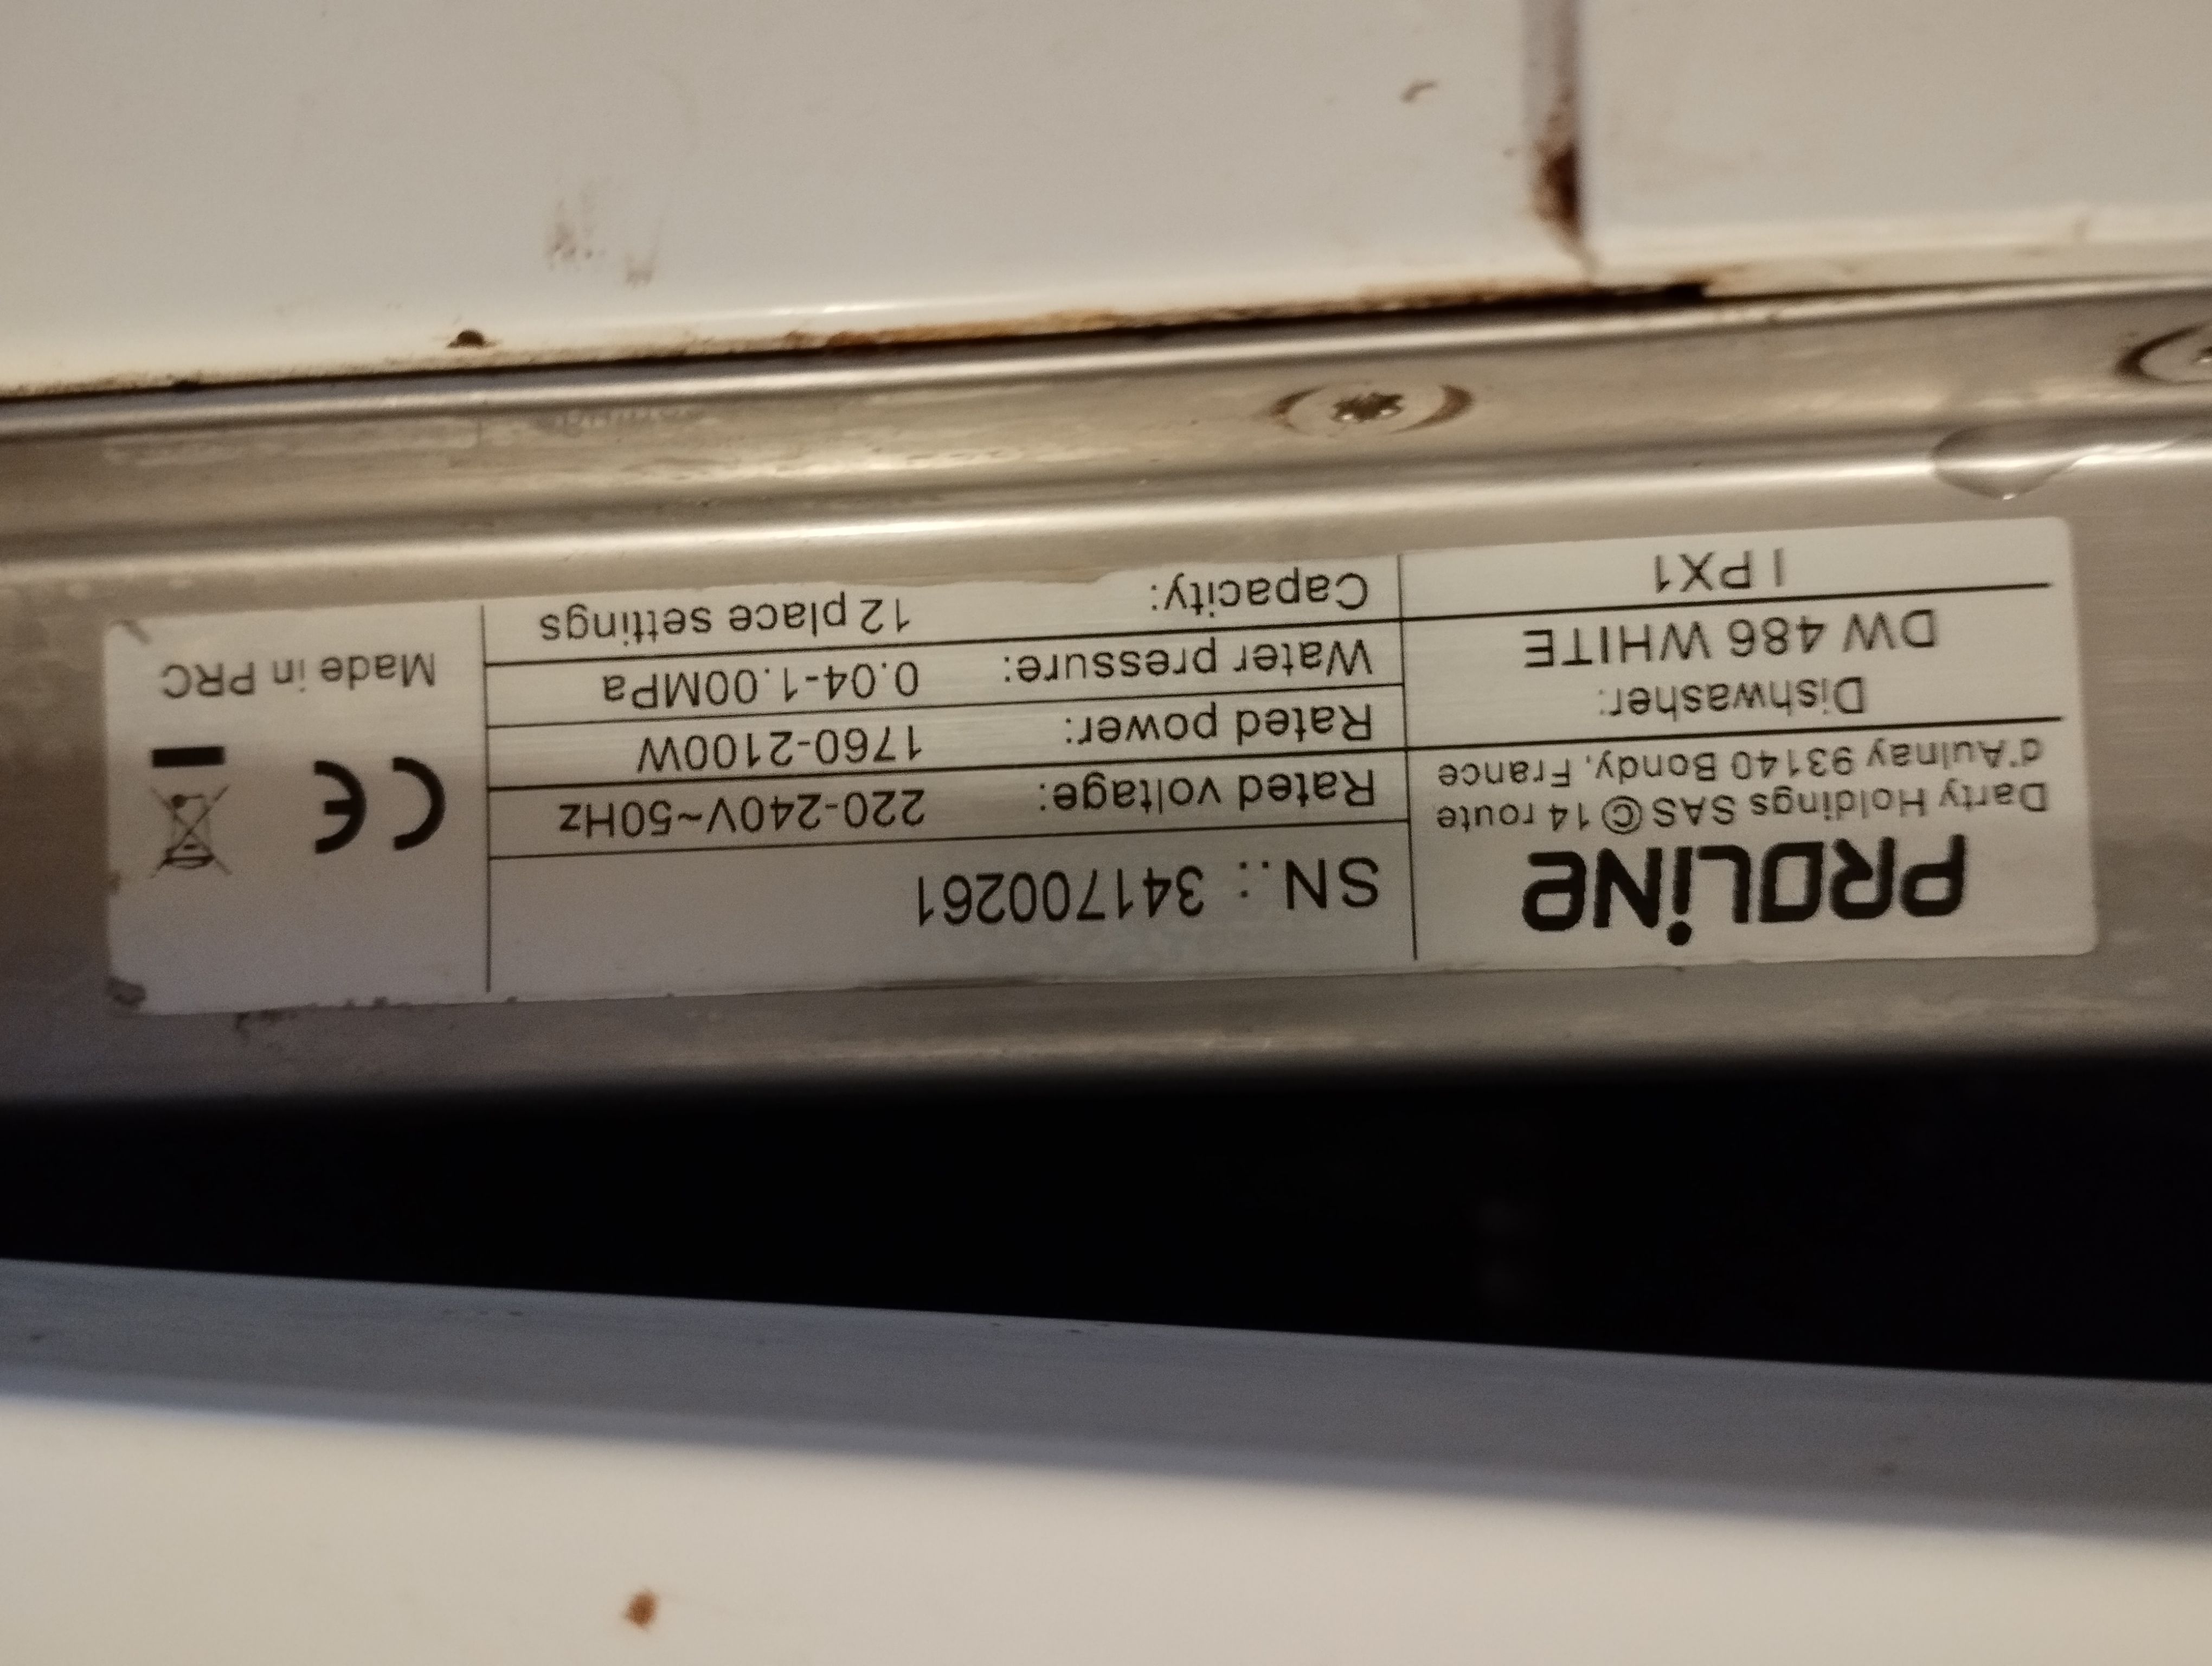 PROLiNe
Darty Holdings SAS © 14 route
d'Aulnay 93140 Bondy, France
Dishwasher:
DW 486 WHITE
IPX1
SN.: 341700261
Rated voltage: 220-240V~50Hz
Rated power: 1760-2100W
Water pressure: 0.04-1.00MPa
Capacity: 12 place settings
CE
Made in PRC